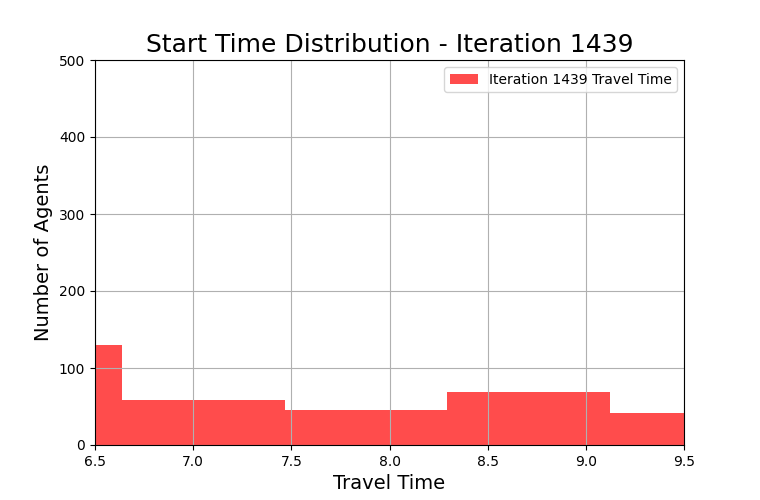 Start Time Distribution - Iteration 1439
Iteration 1439 Travel Time
Number of Agents
500
400
300
200
100
0
6.5 7.0 7.5 8.0 8.5 9.0 9.5
Travel Time